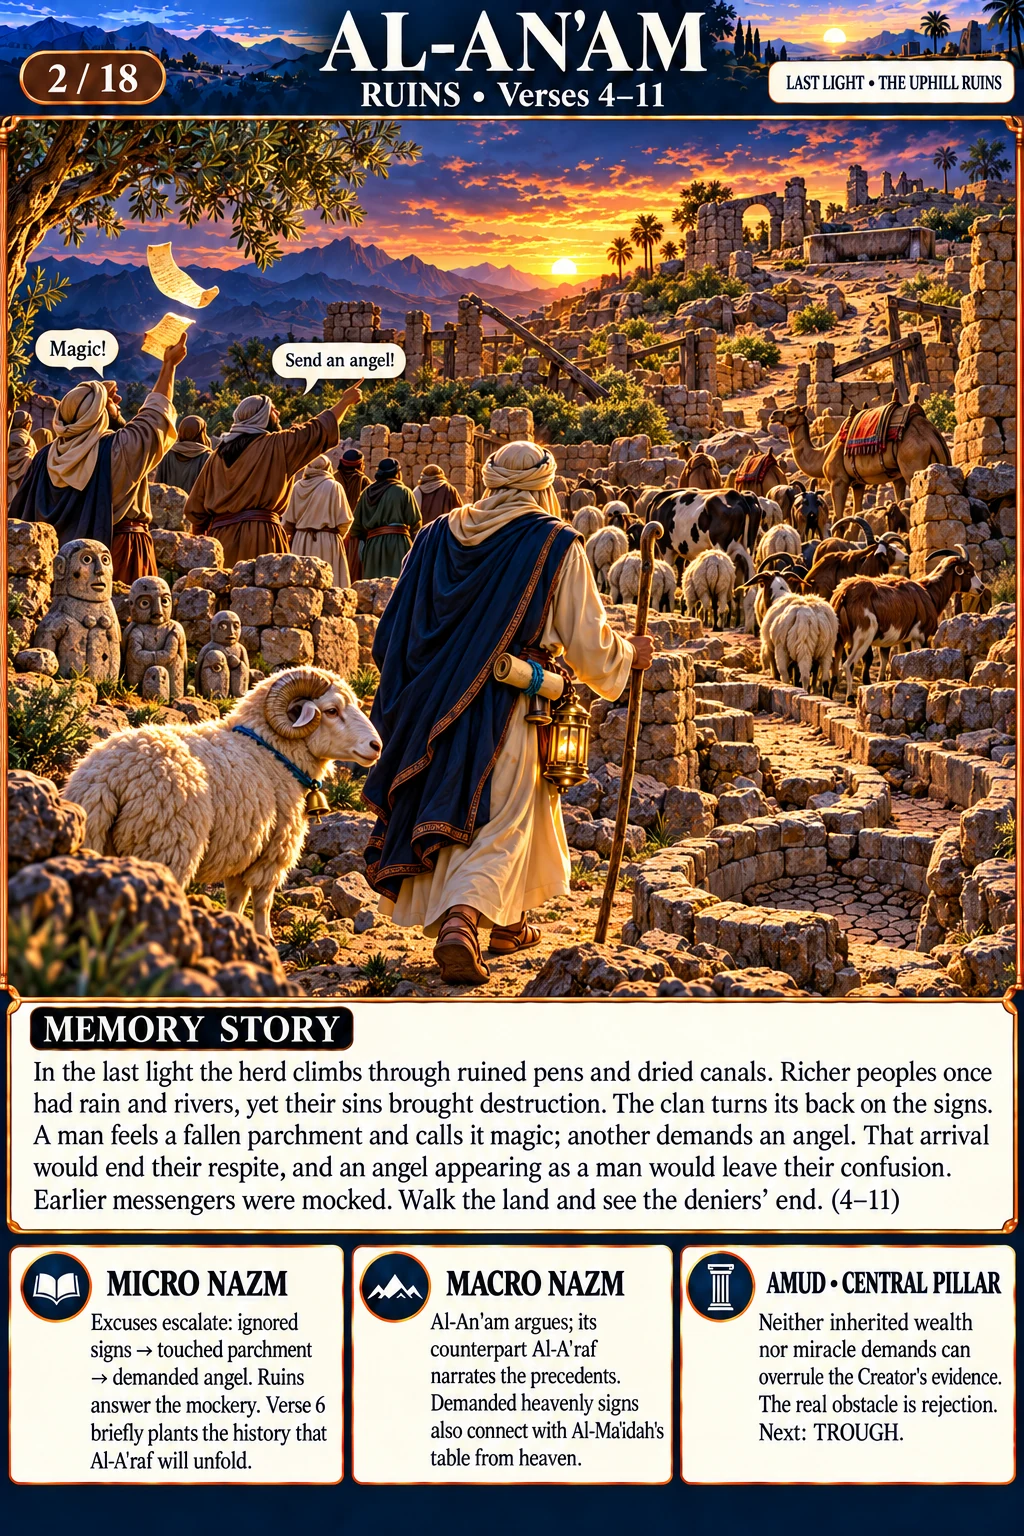 2 / 18
AL-AN'AM
RUINS • Verses 4–11
LAST LIGHT • THE UPHILL RUINS
Magic!
Send an angel!
MEMORY STORY
In the last light the herd climbs through ruined pens and dried canals. Richer peoples once
had rain and rivers, yet their sins brought destruction. The clan turns its back on the signs.
A man feels a fallen parchment and calls it magic; another demands an angel. That arrival
would end their respite, and an angel appearing as a man would leave their confusion.
Earlier messengers were mocked. Walk the land and see the deniers’ end. (4–11)
MICRO NAZM
Excuses escalate: ignored
signs → touched parchment
→ demanded angel. Ruins
answer the mockery. Verse 6
briefly plants the history that
Al-A'raf will unfold.
MACRO NAZM
Al-An'am argues; its
counterpart Al-A'raf
narrates the precedents.
Demanded heavenly signs
also connect with Al-Ma'idah's
table from heaven.
AMUD • CENTRAL PILLAR
Neither inherited wealth
nor miracle demands can
overrule the Creator's evidence.
The real obstacle is rejection.
Next: TROUGH.